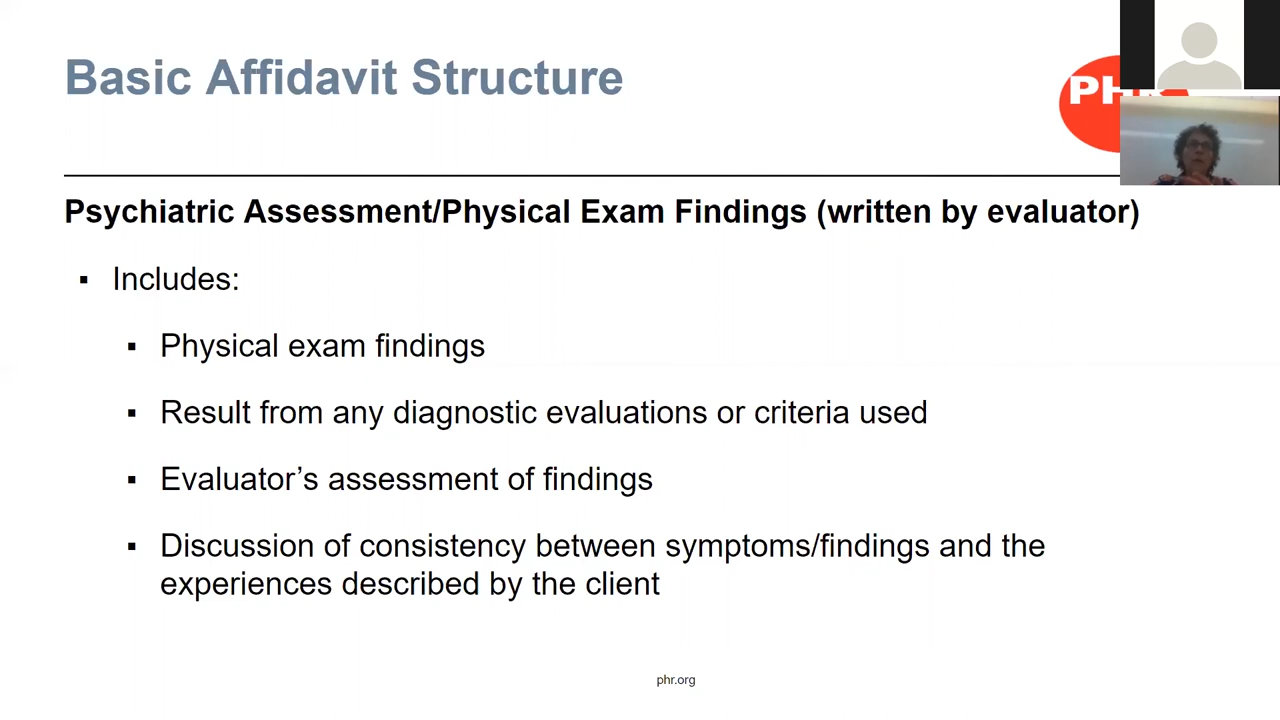 Basic Affidavit Structure
PHR
Psychiatric Assessment/Physical Exam Findings (written by evaluator)
▪ Includes:
▪ Physical exam findings
▪ Result from any diagnostic evaluations or criteria used
▪ Evaluator’s assessment of findings
▪ Discussion of consistency between symptoms/findings and the
experiences described by the client
phr.org